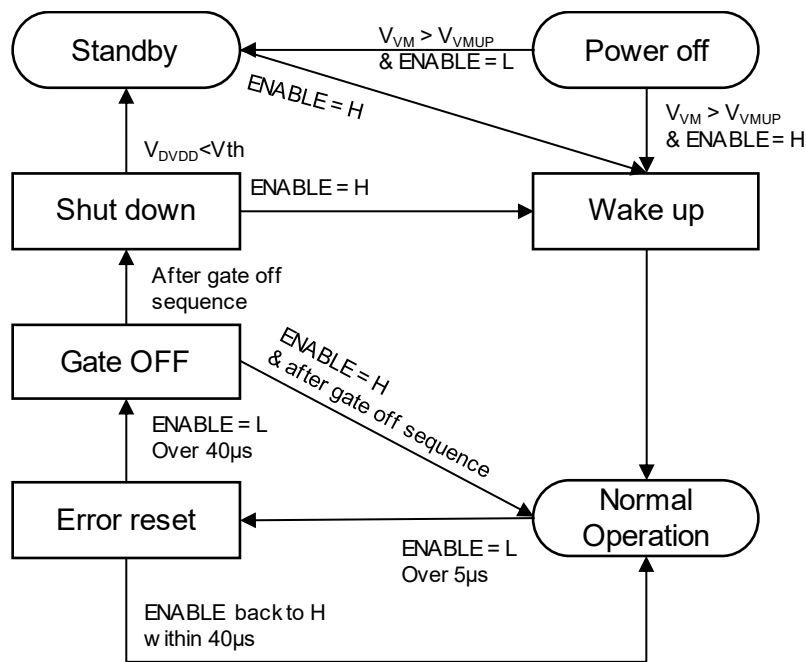 Standby
V_VM > V_VMUP
& ENABLE = L
Power off
ENABLE = H
V_VM > V_VMUP
& ENABLE = H
V_DVDD<Vth
Shut down
ENABLE = H
Wake up
After gate off
sequence
Gate OFF
ENABLE = H
& after gate off sequence
ENABLE = L
Over 40µs
Error reset
Normal
Operation
ENABLE = L
Over 5µs
ENABLE back to H
within 40µs